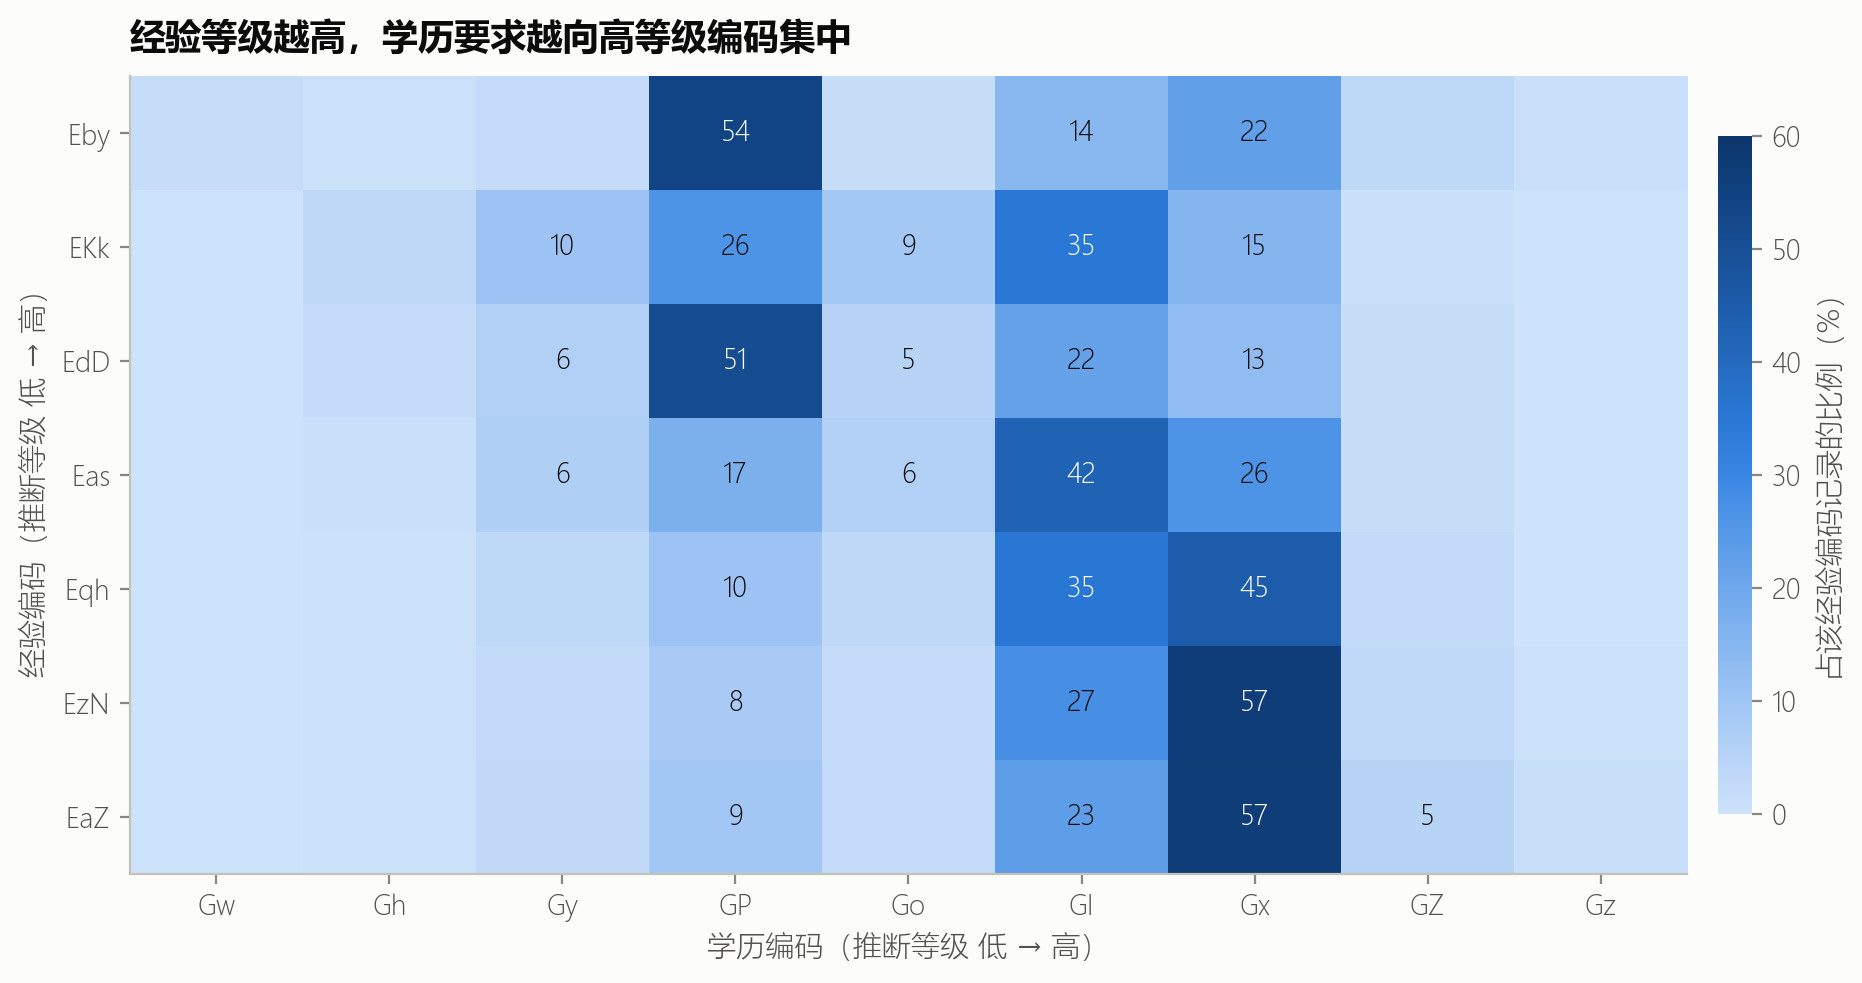 经验等级越高，学历要求越向高等级编码集中
Eby 54 14 22
EKk 10 26 9 35 15
EdD 6 51 5 22 13
Eas 6 17 6 42 26
Eqh 10 35 45
EzN 8 27 57
EaZ 9 23 57 5
经验编码（推断等级 低 → 高）
Gw Gh Gy GP Go GI Gx GZ Gz
学历编码（推断等级 低 → 高）
60
50
40
30
20
10
0
占该经验编码记录的比例（%）